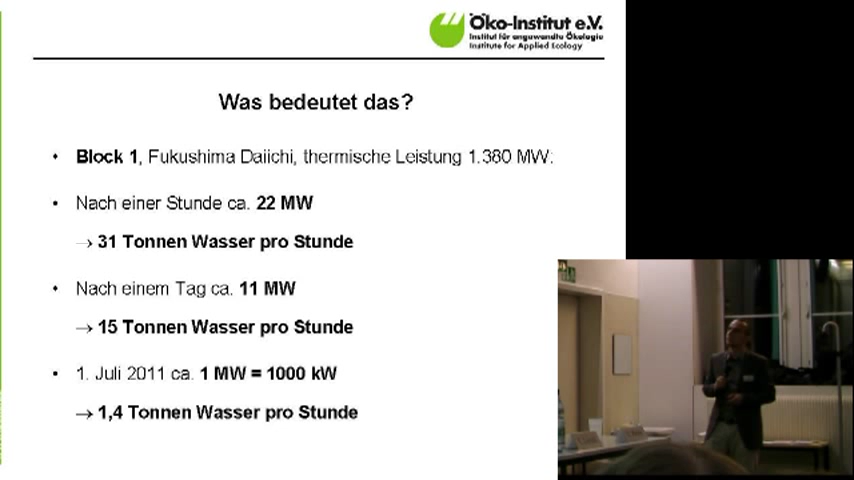 Öko-Institut e.V.
Institut für angewandte Ökologie
Institute for Applied Ecology
Was bedeutet das?
• Block 1, Fukushima Daiichi, thermische Leistung 1.380 MW:
• Nach einer Stunde ca. 22 MW
→ 31 Tonnen Wasser pro Stunde
• Nach einem Tag ca. 11 MW
→ 15 Tonnen Wasser pro Stunde
• 1. Juli 2011 ca. 1 MW = 1000 kW
→ 1,4 Tonnen Wasser pro Stunde